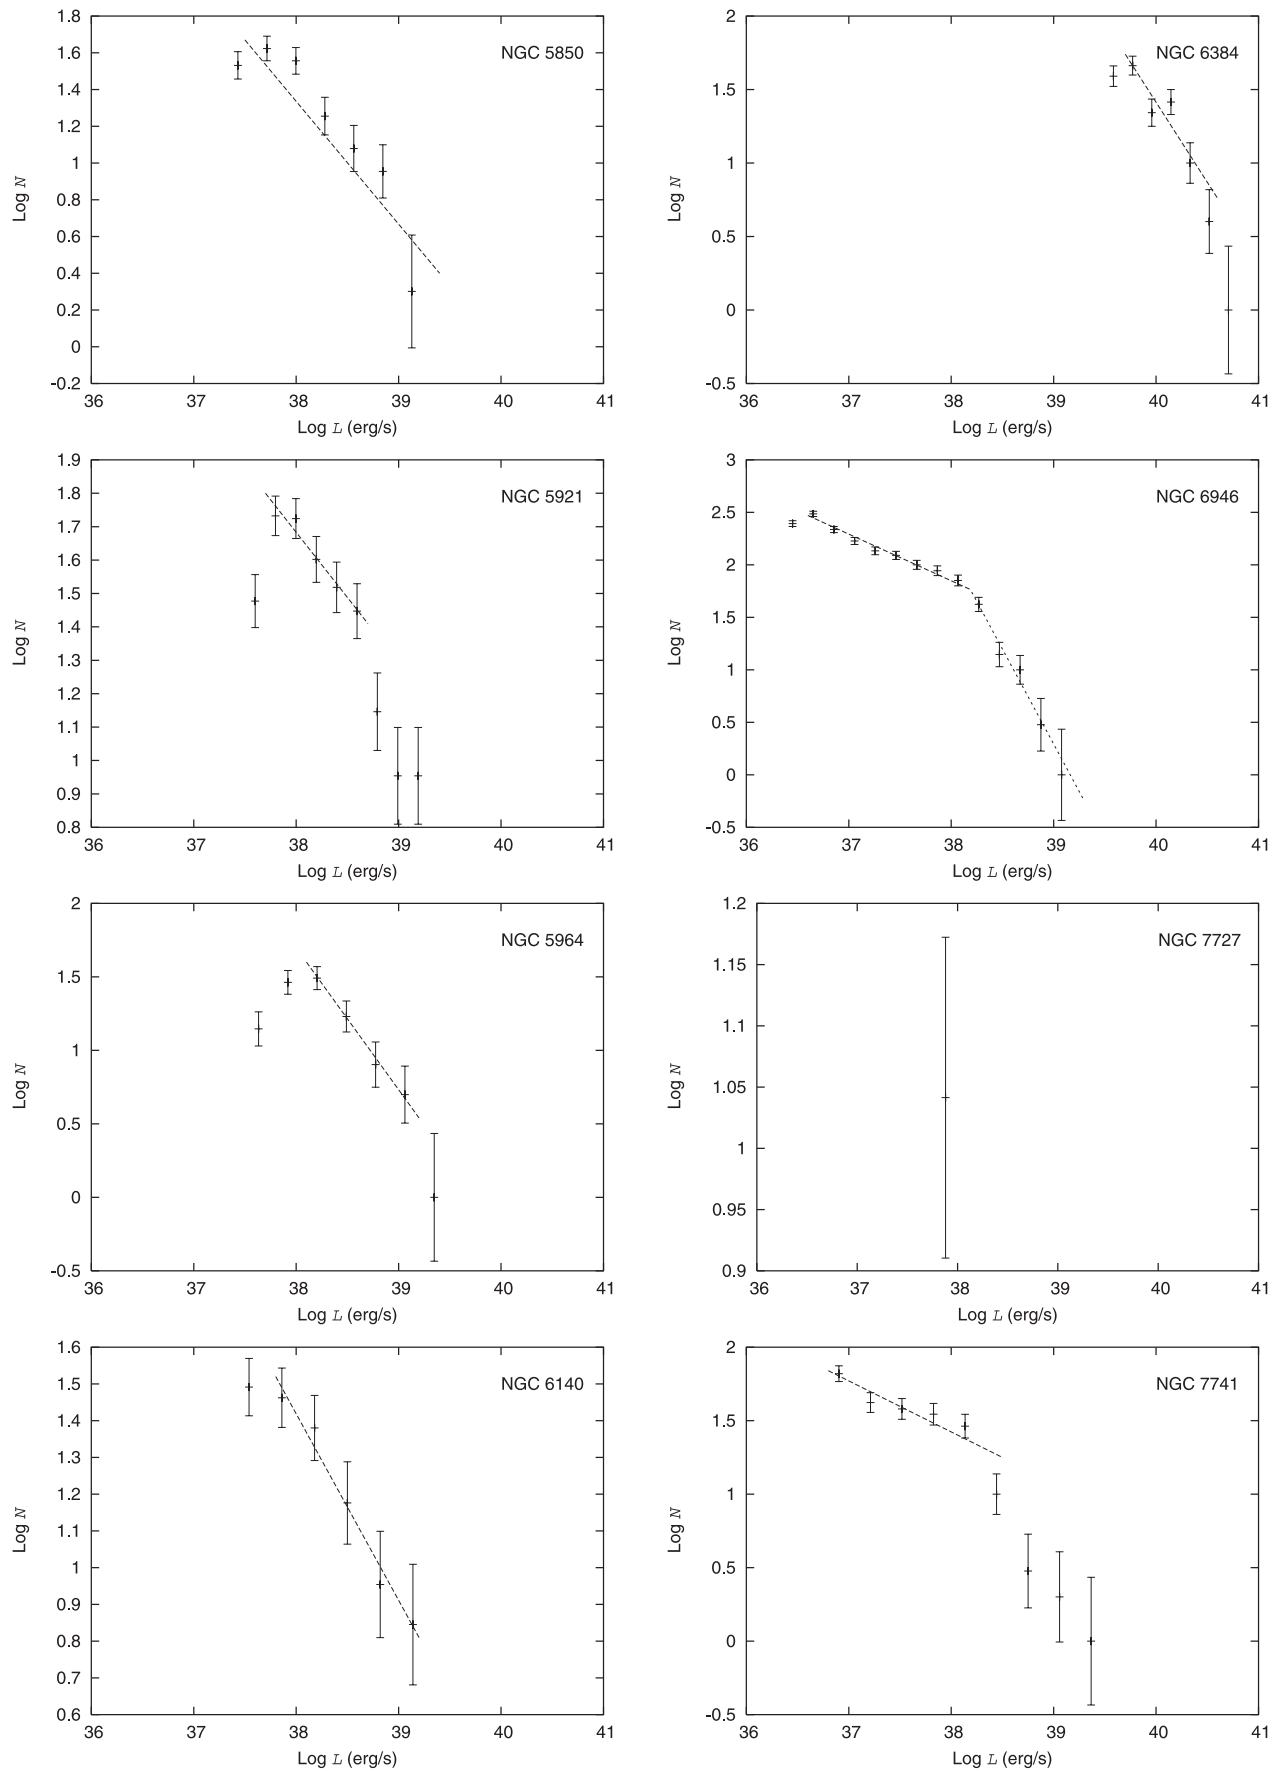 1.8
1.6
1.4
1.2
1
0.8
0.6
0.4
0.2
0
-0.2
Log N
NGC 5850
36 37 38 39 40 41
Log L (erg/s)
2
1.5
1
0.5
0
-0.5
Log N
NGC 6384
36 37 38 39 40 41
Log L (erg/s)
1.9
1.8
1.7
1.6
1.5
1.4
1.3
1.2
1.1
1
0.9
0.8
Log N
NGC 5921
36 37 38 39 40 41
Log L (erg/s)
3
2.5
2
1.5
1
0.5
0
-0.5
Log N
NGC 6946
36 37 38 39 40 41
Log L (erg/s)
2
1.5
1
0.5
0
-0.5
Log N
NGC 5964
36 37 38 39 40 41
Log L (erg/s)
1.2
1.15
1.1
1.05
1
0.95
0.9
Log N
NGC 7727
36 37 38 39 40 41
Log L (erg/s)
1.6
1.5
1.4
1.3
1.2
1.1
1
0.9
0.8
0.7
0.6
Log N
NGC 6140
36 37 38 39 40 41
Log L (erg/s)
2
1.5
1
0.5
0
-0.5
Log N
NGC 7741
36 37 38 39 40 41
Log L (erg/s)